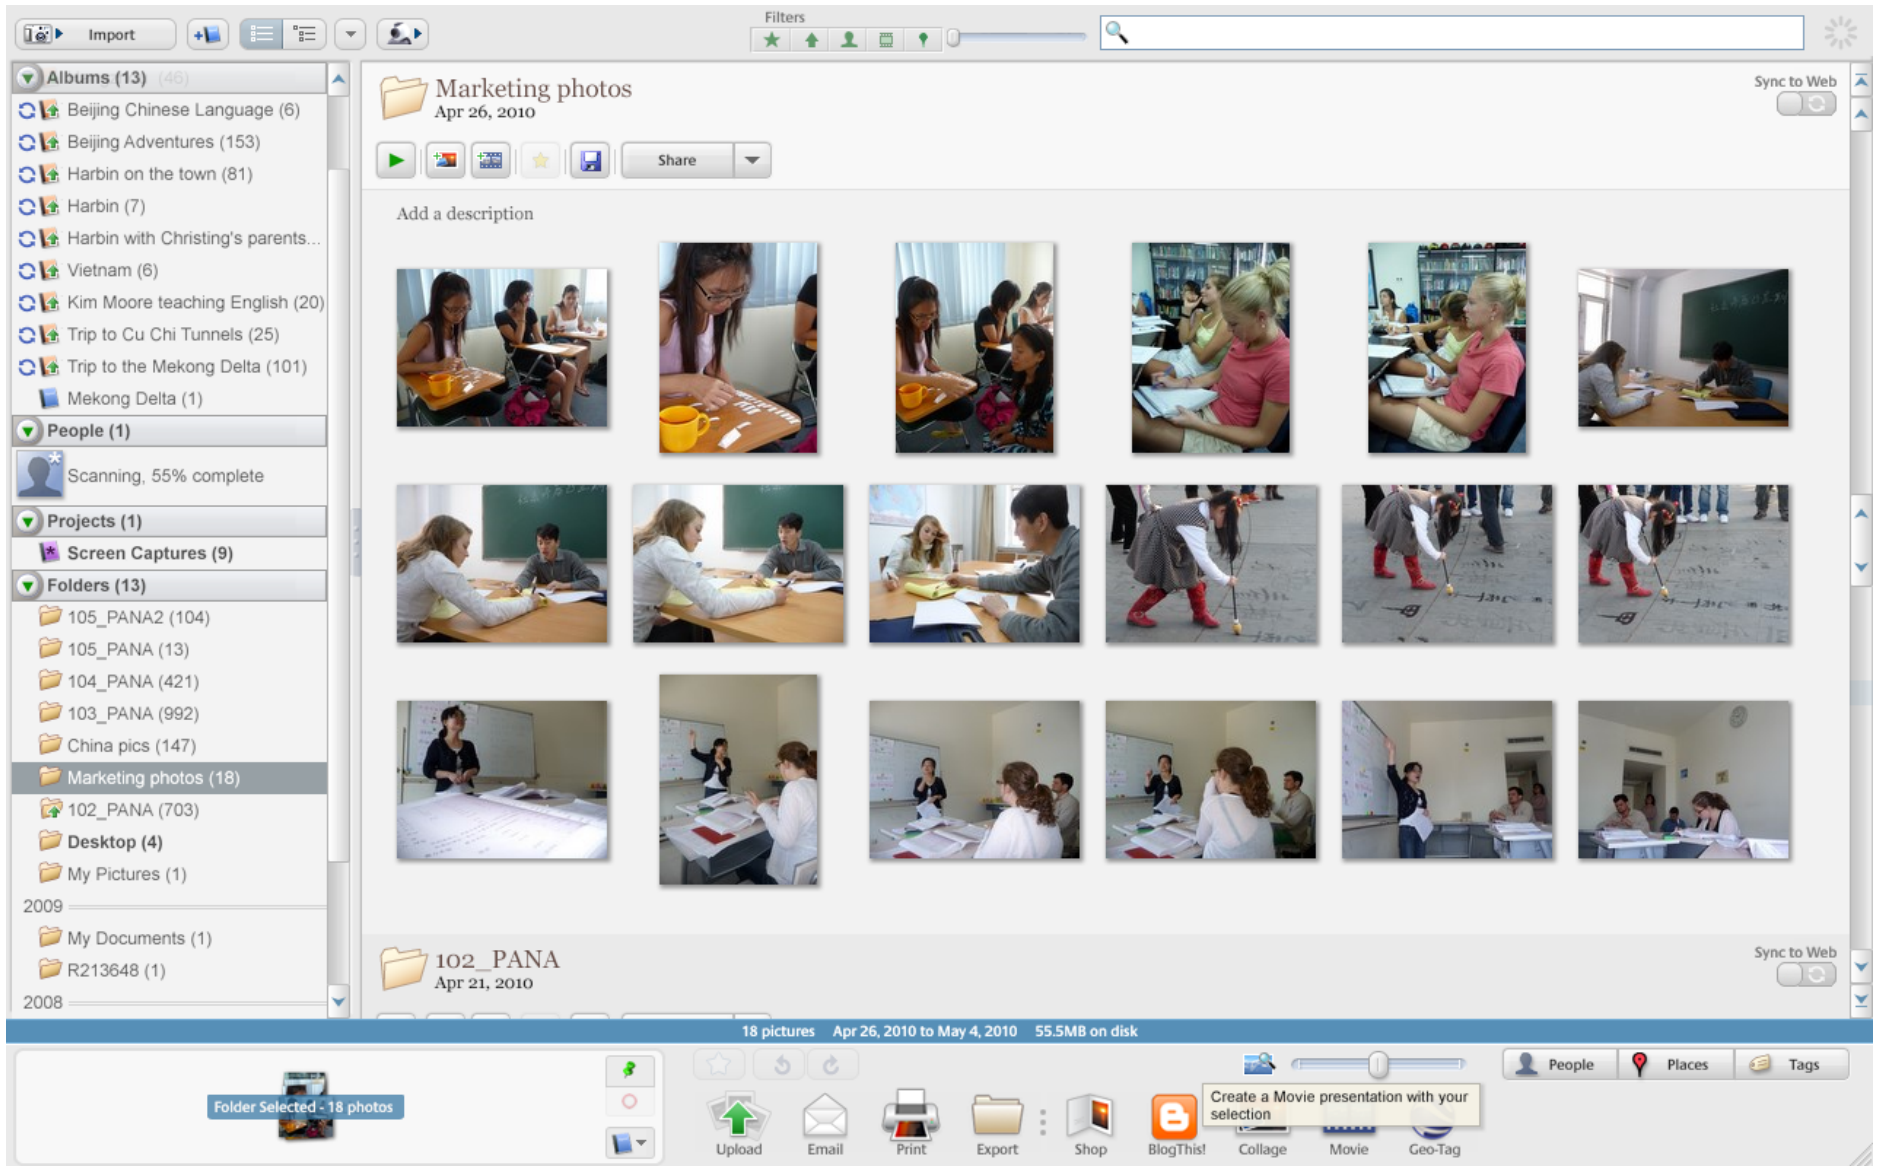 Import
Filters
Albums (13) (46)
Beijing Chinese Language (6)
Beijing Adventures (153)
Harbin on the town (81)
Harbin (7)
Harbin with Christing's parents...
Vietnam (6)
Kim Moore teaching English (20)
Trip to Cu Chi Tunnels (25)
Trip to the Mekong Delta (101)
Mekong Delta (1)
People (1)
Scanning, 55% complete
Projects (1)
Screen Captures (9)
Folders (13)
105_PANA2 (104)
105_PANA (13)
104_PANA (421)
103_PANA (992)
China pics (147)
Marketing photos (18)
102_PANA (703)
Desktop (4)
My Pictures (1)
2009
My Documents (1)
R213648 (1)
2008
Marketing photos
Apr 26, 2010
Sync to Web
Share
Add a description
102_PANA
Apr 21, 2010
Sync to Web
18 pictures Apr 26, 2010 to May 4, 2010 55.5MB on disk
Folder Selected - 18 photos
People
Places
Tags
Create a Movie presentation with your
selection
Upload
Email
Print
Export
Shop
BlogThis!
Collage
Movie
Geo-Tag